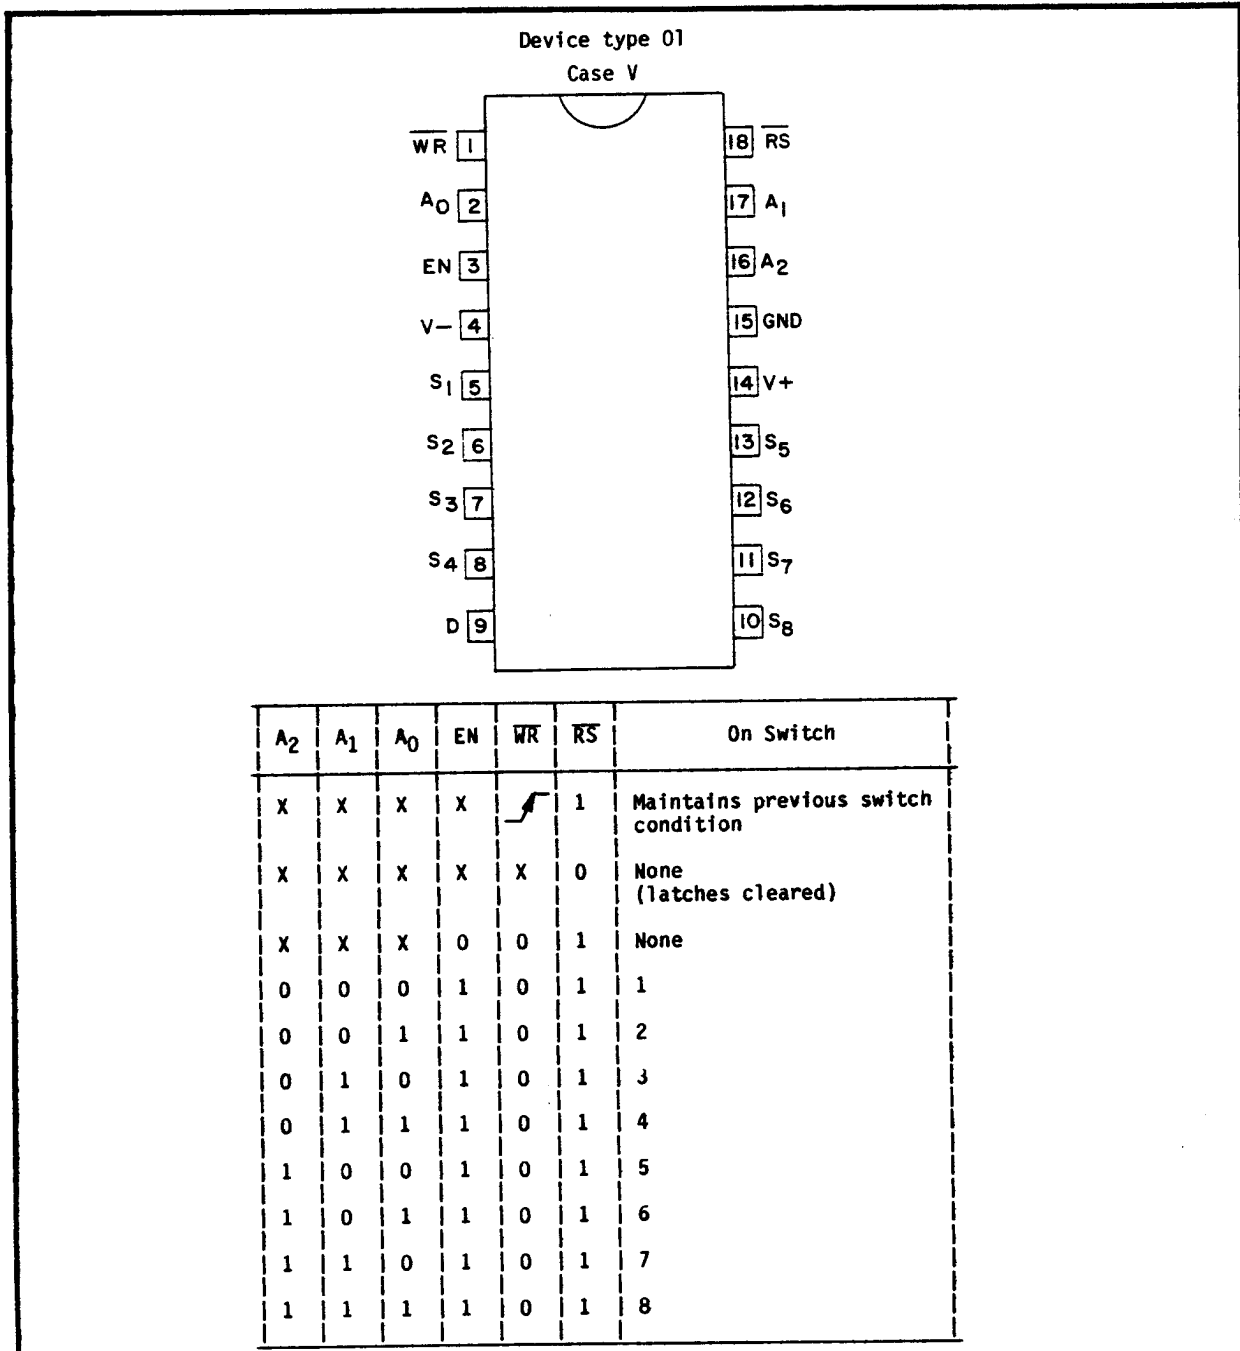 Device type 01
Case V
W̅R̅ 1 18 R̅S̅
A₀ 2 17 A₁
EN 3 16 A₂
V− 4 15 GND
S₁ 5 14 V+
S₂ 6 13 S₅
S₃ 7 12 S₆
S₄ 8 11 S₇
D 9 10 S₈
A₂ A₁ A₀ EN W̅R̅ R̅S̅ On Switch
X X X X 1 Maintains previous switch
condition
X X X X X 0 None
(latches cleared)
X X X 0 0 1 None
0 0 0 1 0 1 1
0 0 1 1 0 1 2
0 1 0 1 0 1 3
0 1 1 1 0 1 4
1 0 0 1 0 1 5
1 0 1 1 0 1 6
1 1 0 1 0 1 7
1 1 1 1 0 1 8